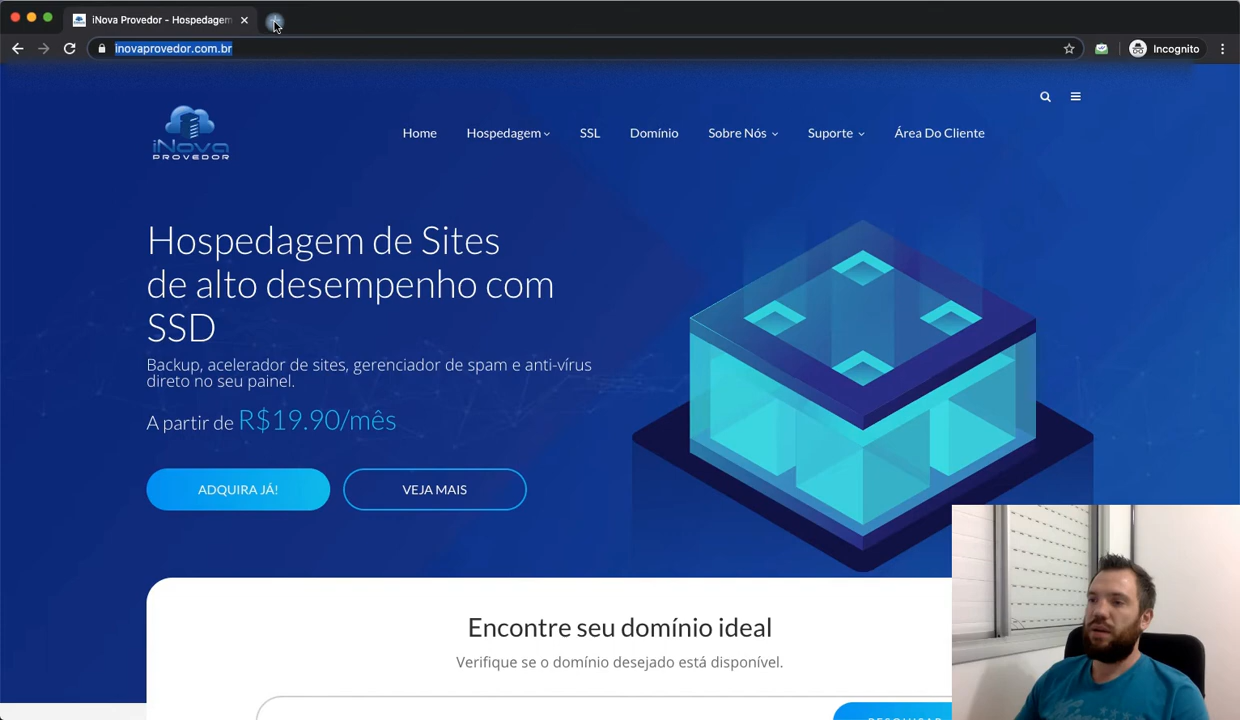 iNova Provedor - Hospedagem
inovaprovedor.com.br
Incognito
iNova
PROVEDOR
Home
Hospedagem
SSL
Domínio
Sobre Nós
Suporte
Área Do Cliente
Hospedagem de Sites
de alto desempenho com
SSD
Backup, acelerador de sites, gerenciador de spam e anti-vírus
direto no seu painel.
A partir de R$19.90/mês
ADQUIRA JÁ!
VEJA MAIS
Encontre seu domínio ideal
Verifique se o domínio desejado está disponível.
PESQUISAR